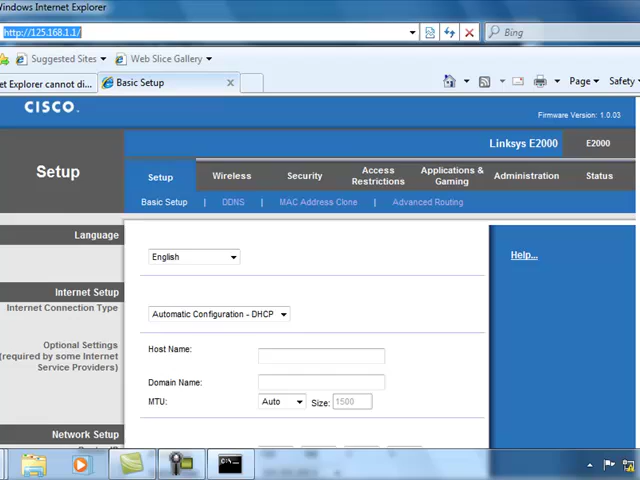 Windows Internet Explorer
http://125.168.1.1/
Bing
Suggested Sites
Web Slice Gallery
et Explorer cannot di...
Basic Setup
Page
Safety
CISCO
Firmware Version: 1.0.03
Linksys E2000
E2000
Setup
Setup
Wireless
Security
Access Restrictions
Applications & Gaming
Administration
Status
Basic Setup | DDNS | MAC Address Clone | Advanced Routing
Language
English
Help...
Internet Setup
Internet Connection Type
Automatic Configuration - DHCP
Optional Settings
(required by some Internet
Service Providers)
Host Name:
Domain Name:
MTU:
Auto
Size:
1500
Network Setup